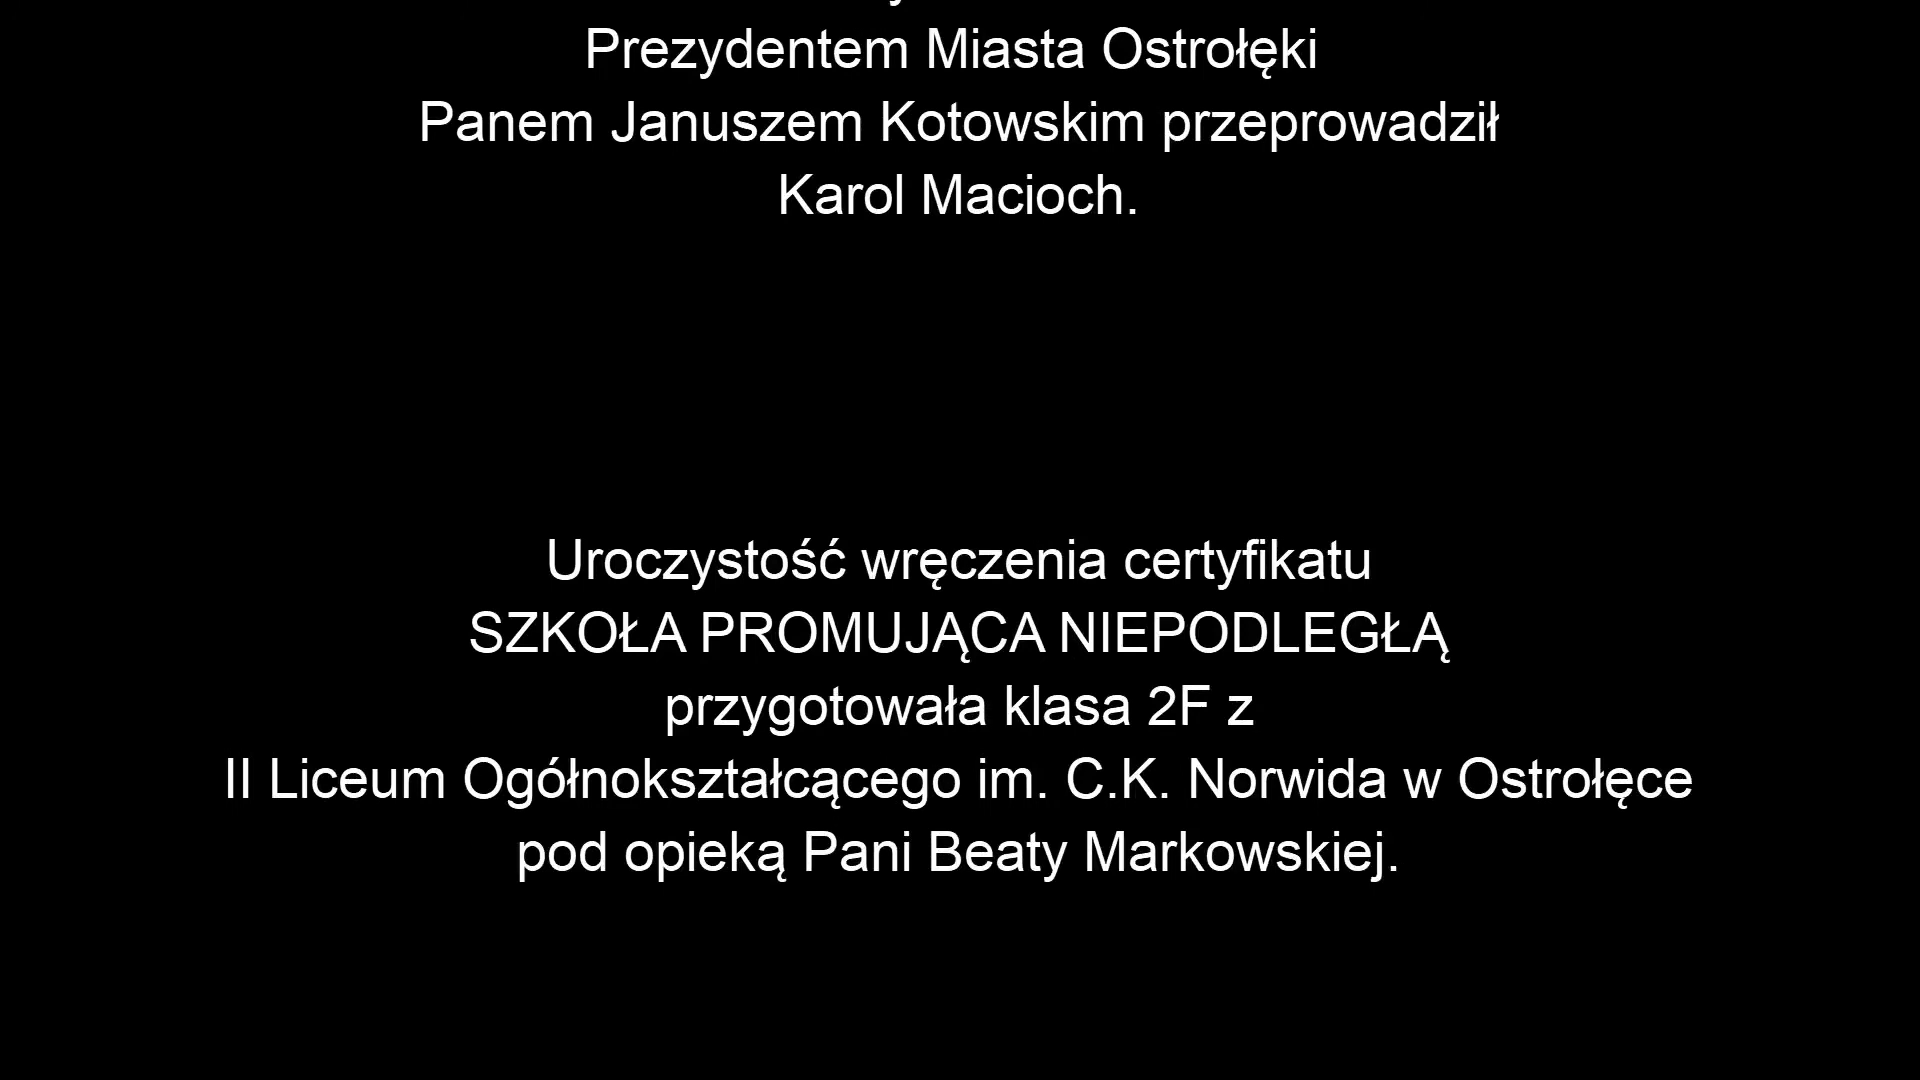 Prezydentem Miasta Ostrołęki
Panem Januszem Kotowskim przeprowadził
Karol Macioch.
Uroczystość wręczenia certyfikatu
SZKOŁA PROMUJĄCA NIEPODLEGŁĄ
przygotowała klasa 2F z
II Liceum Ogółnokształcącego im. C.K. Norwida w Ostrołęce
pod opieką Pani Beaty Markowskiej.